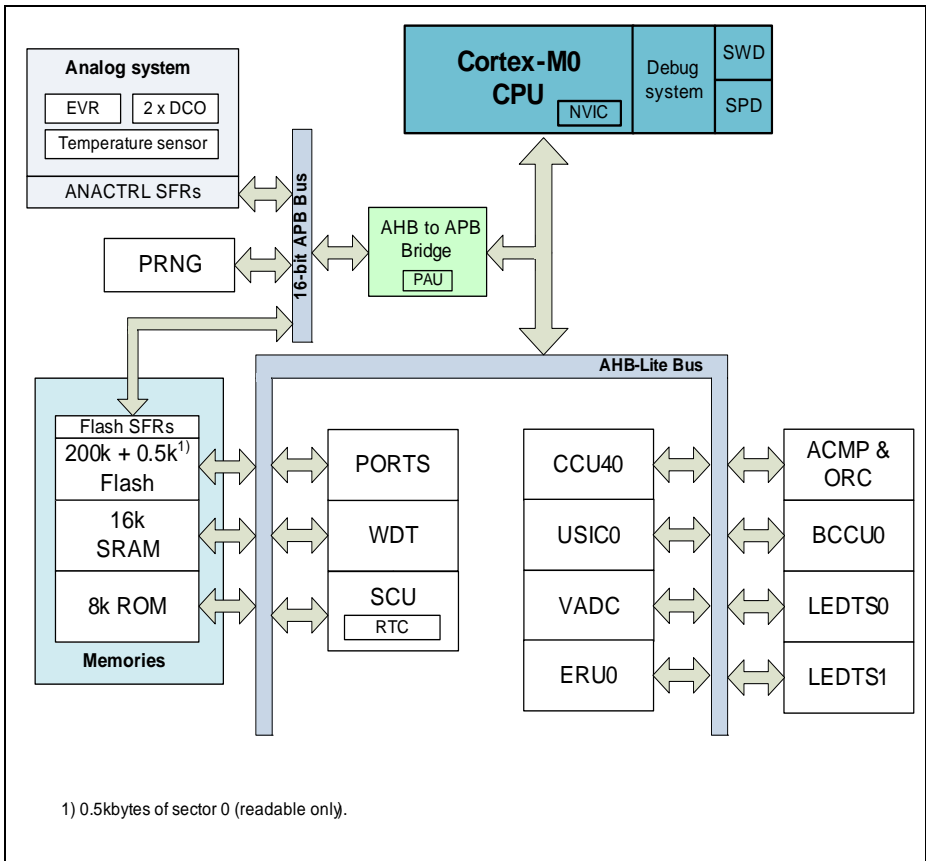 Analog system
EVR
2 x DCO
Temperature sensor
ANACTRL SFRs
Cortex-M0
CPU
NVIC
Debug
system
SWD
SPD
16-bit APB Bus
PRNG
AHB to APB
Bridge
PAU
AHB-Lite Bus
Flash SFRs
200k + 0.5k1)
Flash
16k
SRAM
8k ROM
Memories
PORTS
WDT
SCU
RTC
CCU40
USIC0
VADC
ERU0
ACMP &
ORC
BCCU0
LEDTS0
LEDTS1
1) 0.5kbytes of sector 0 (readable only).